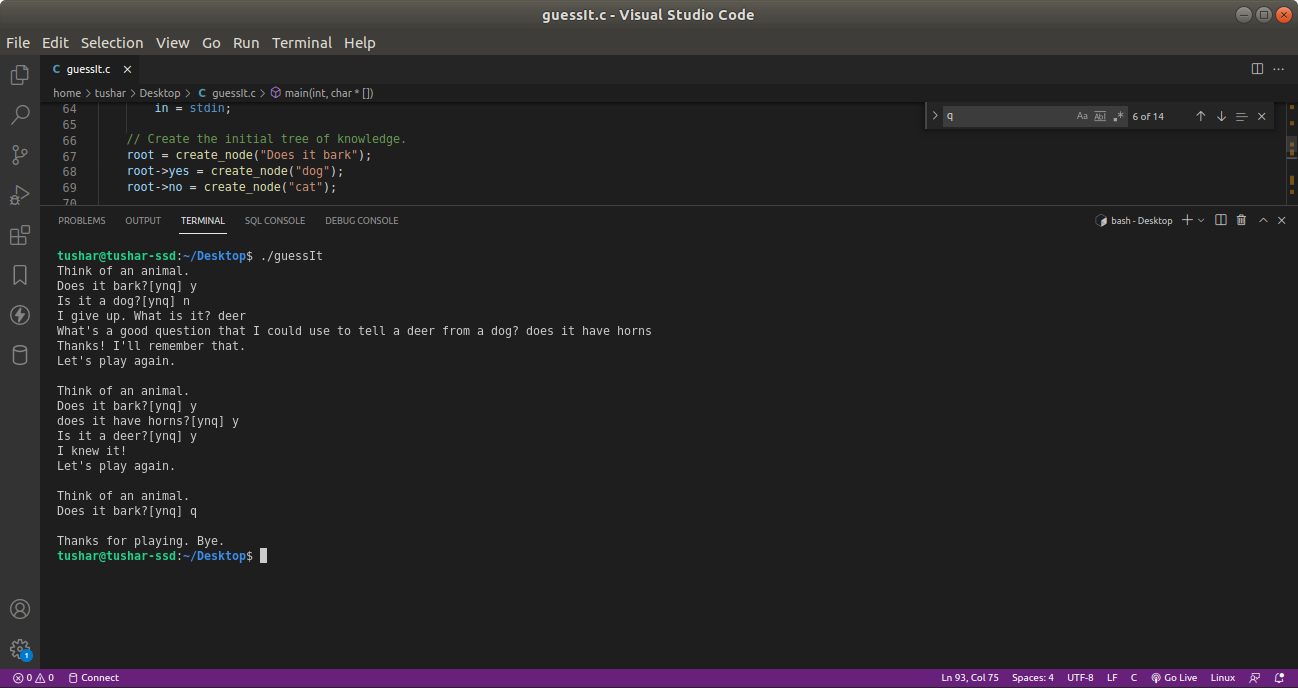 guessIt.c - Visual Studio Code
File Edit Selection View Go Run Terminal Help
C guessIt.c
home > tushar > Desktop > C guessIt.c > main(int, char * [])
64 in = stdin;
65
66 // Create the initial tree of knowledge.
67 root = create_node("Does it bark");
68 root->yes = create_node("dog");
69 root->no = create_node("cat");
70
q Aa Abl .* 6 of 14
PROBLEMS OUTPUT TERMINAL SQL CONSOLE DEBUG CONSOLE
bash - Desktop
tushar@tushar-ssd:~/Desktop$ ./guessIt
Think of an animal.
Does it bark?[ynq] y
Is it a dog?[ynq] n
I give up. What is it? deer
What's a good question that I could use to tell a deer from a dog? does it have horns
Thanks! I'll remember that.
Let's play again.
Think of an animal.
Does it bark?[ynq] y
does it have horns?[ynq] y
Is it a deer?[ynq] y
I knew it!
Let's play again.
Think of an animal.
Does it bark?[ynq] q
Thanks for playing. Bye.
tushar@tushar-ssd:~/Desktop$
1
0 0 Connect
Ln 93, Col 75 Spaces: 4 UTF-8 LF C Go Live Linux